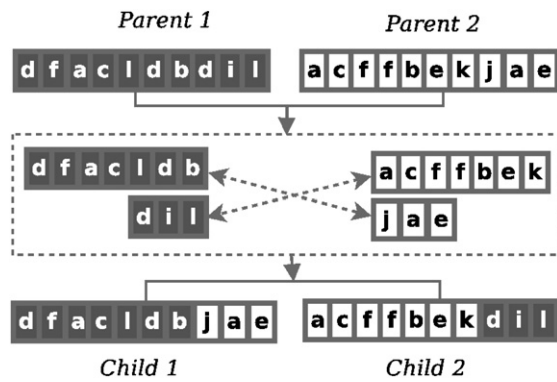 Parent 1 Parent 2
d f a c l d b d i l a c f f b e k j a e
d f a c l d b a c f f b e k
d i l j a e
d f a c l d b j a e a c f f b e k d i l
Child 1 Child 2